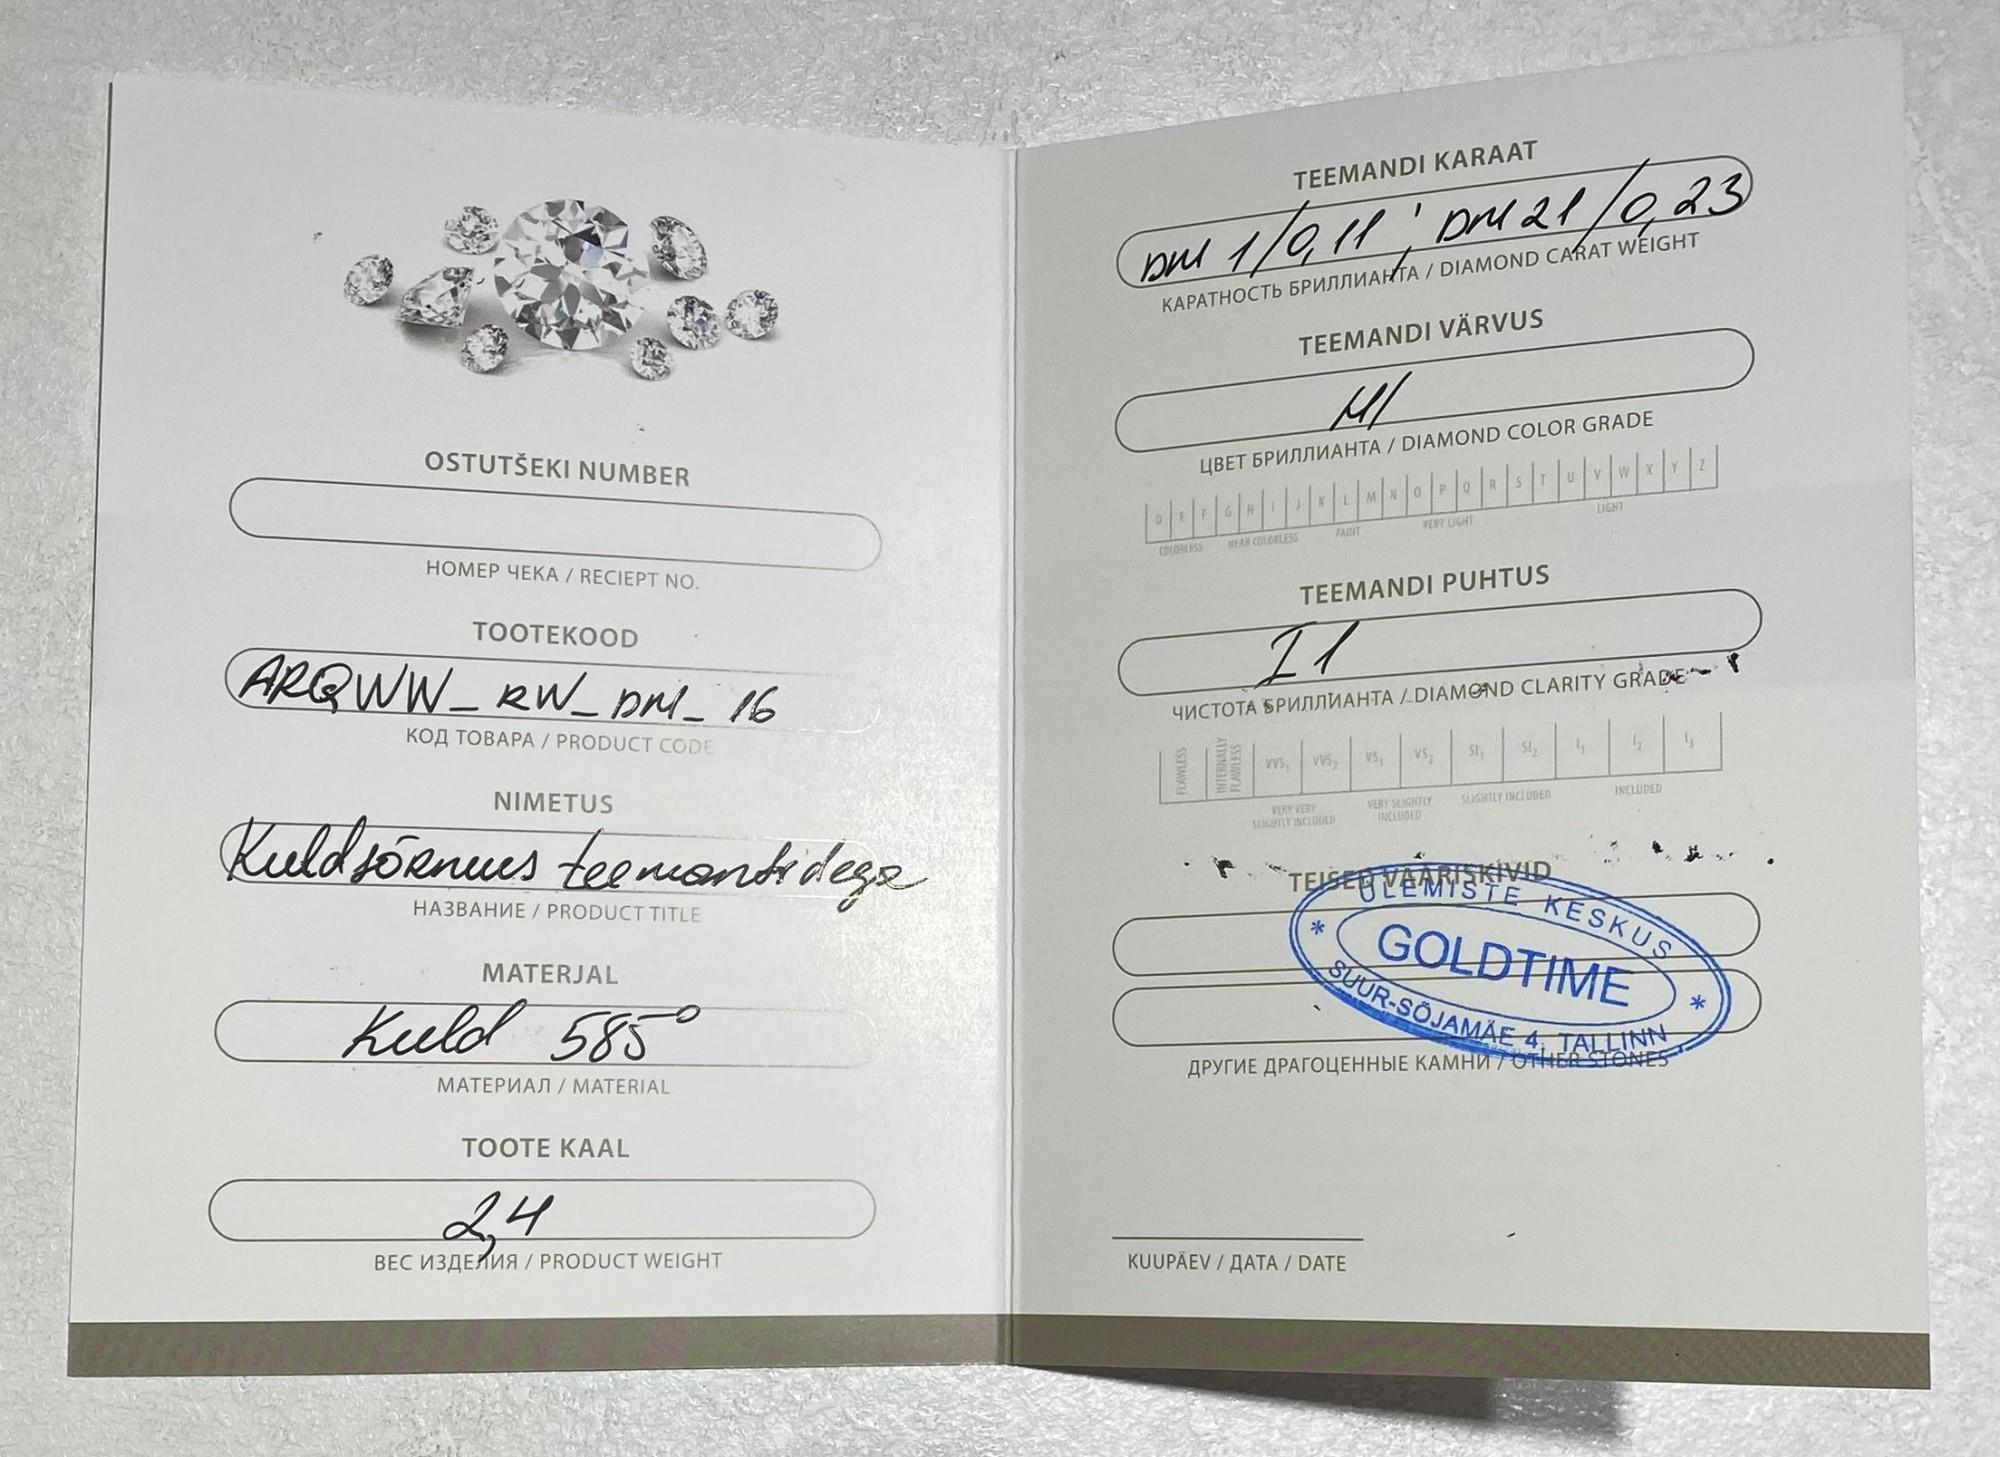 OSTUTŠEKI NUMBER
НОМЕР ЧЕКА / RECIEPT NO.
TOOTEKOOD
ARQWW_RW_DM_16
КОД ТОВАРА / PRODUCT CODE
NIMETUS
Kuldsõrmus teemantidega
НАЗВАНИЕ / PRODUCT TITLE
MATERJAL
Kuld 585°
МАТЕРИАЛ / MATERIAL
TOOTE KAAL
2,4
ВЕС ИЗДЕЛИЯ / PRODUCT WEIGHT
TEEMANDI KARAAT
DM 1/0,11 ; DM 21/0,23
КАРАТНОСТЬ БРИЛЛИАНТА / DIAMOND CARAT WEIGHT
TEEMANDI VÄRVUS
ЦВЕТ БРИЛЛИАНТА / DIAMOND COLOR GRADE
D E F G H I J K L M N O P Q R S T U V W X Y Z
COLORLESS NEAR COLORLESS FAINT VERY LIGHT LIGHT
TEEMANDI PUHTUS
I1
ЧИСТОТА БРИЛЛИАНТА / DIAMOND CLARITY GRADE
FLAWLESS INTERNALLY FLAWLESS VVS1 VVS2 VS1 VS2 SI1 SI2 I1 I2 I3
VERY VERY SLIGHTLY INCLUDED VERY SLIGHTLY INCLUDED SLIGHTLY INCLUDED INCLUDED
TEISED VÄÄRISKIVID
ÜLEMISTE KESKUS
* GOLDTIME *
SUUR-SÕJAMÄE 4, TALLINN
ДРУГИЕ ДРАГОЦЕННЫЕ КАМНИ / OTHER STONES
KUUPÄEV / ДАТА / DATE